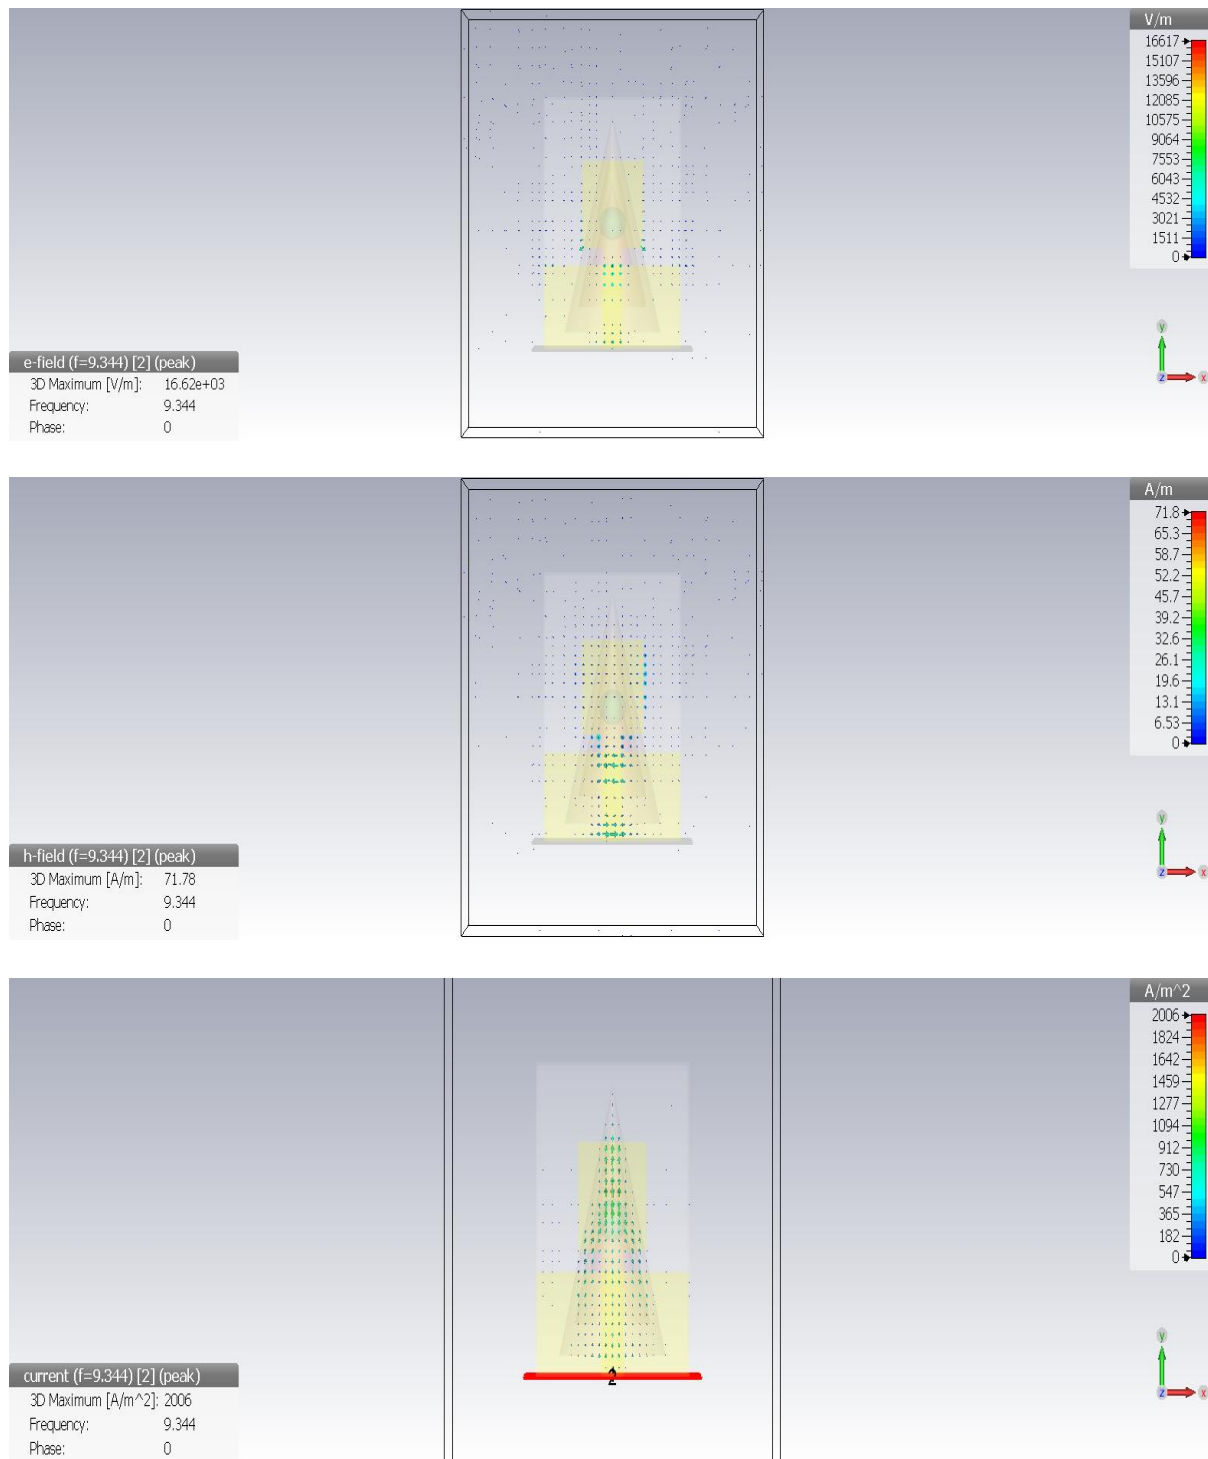 V/m
16617
15107
13596
12085
10575
9064
7553
6043
4532
3021
1511
0
y
z x
e-field (f=9.344) [2] (peak)
3D Maximum [V/m]: 16.62e+03
Frequency: 9.344
Phase: 0
A/m
71.8
65.3
58.7
52.2
45.7
39.2
32.6
26.1
19.6
13.1
6.53
0
y
z x
h-field (f=9.344) [2] (peak)
3D Maximum [A/m]: 71.78
Frequency: 9.344
Phase: 0
A/m^2
2006
1824
1642
1459
1277
1094
912
730
547
365
182
0
y
z x
2
current (f=9.344) [2] (peak)
3D Maximum [A/m^2]: 2006
Frequency: 9.344
Phase: 0